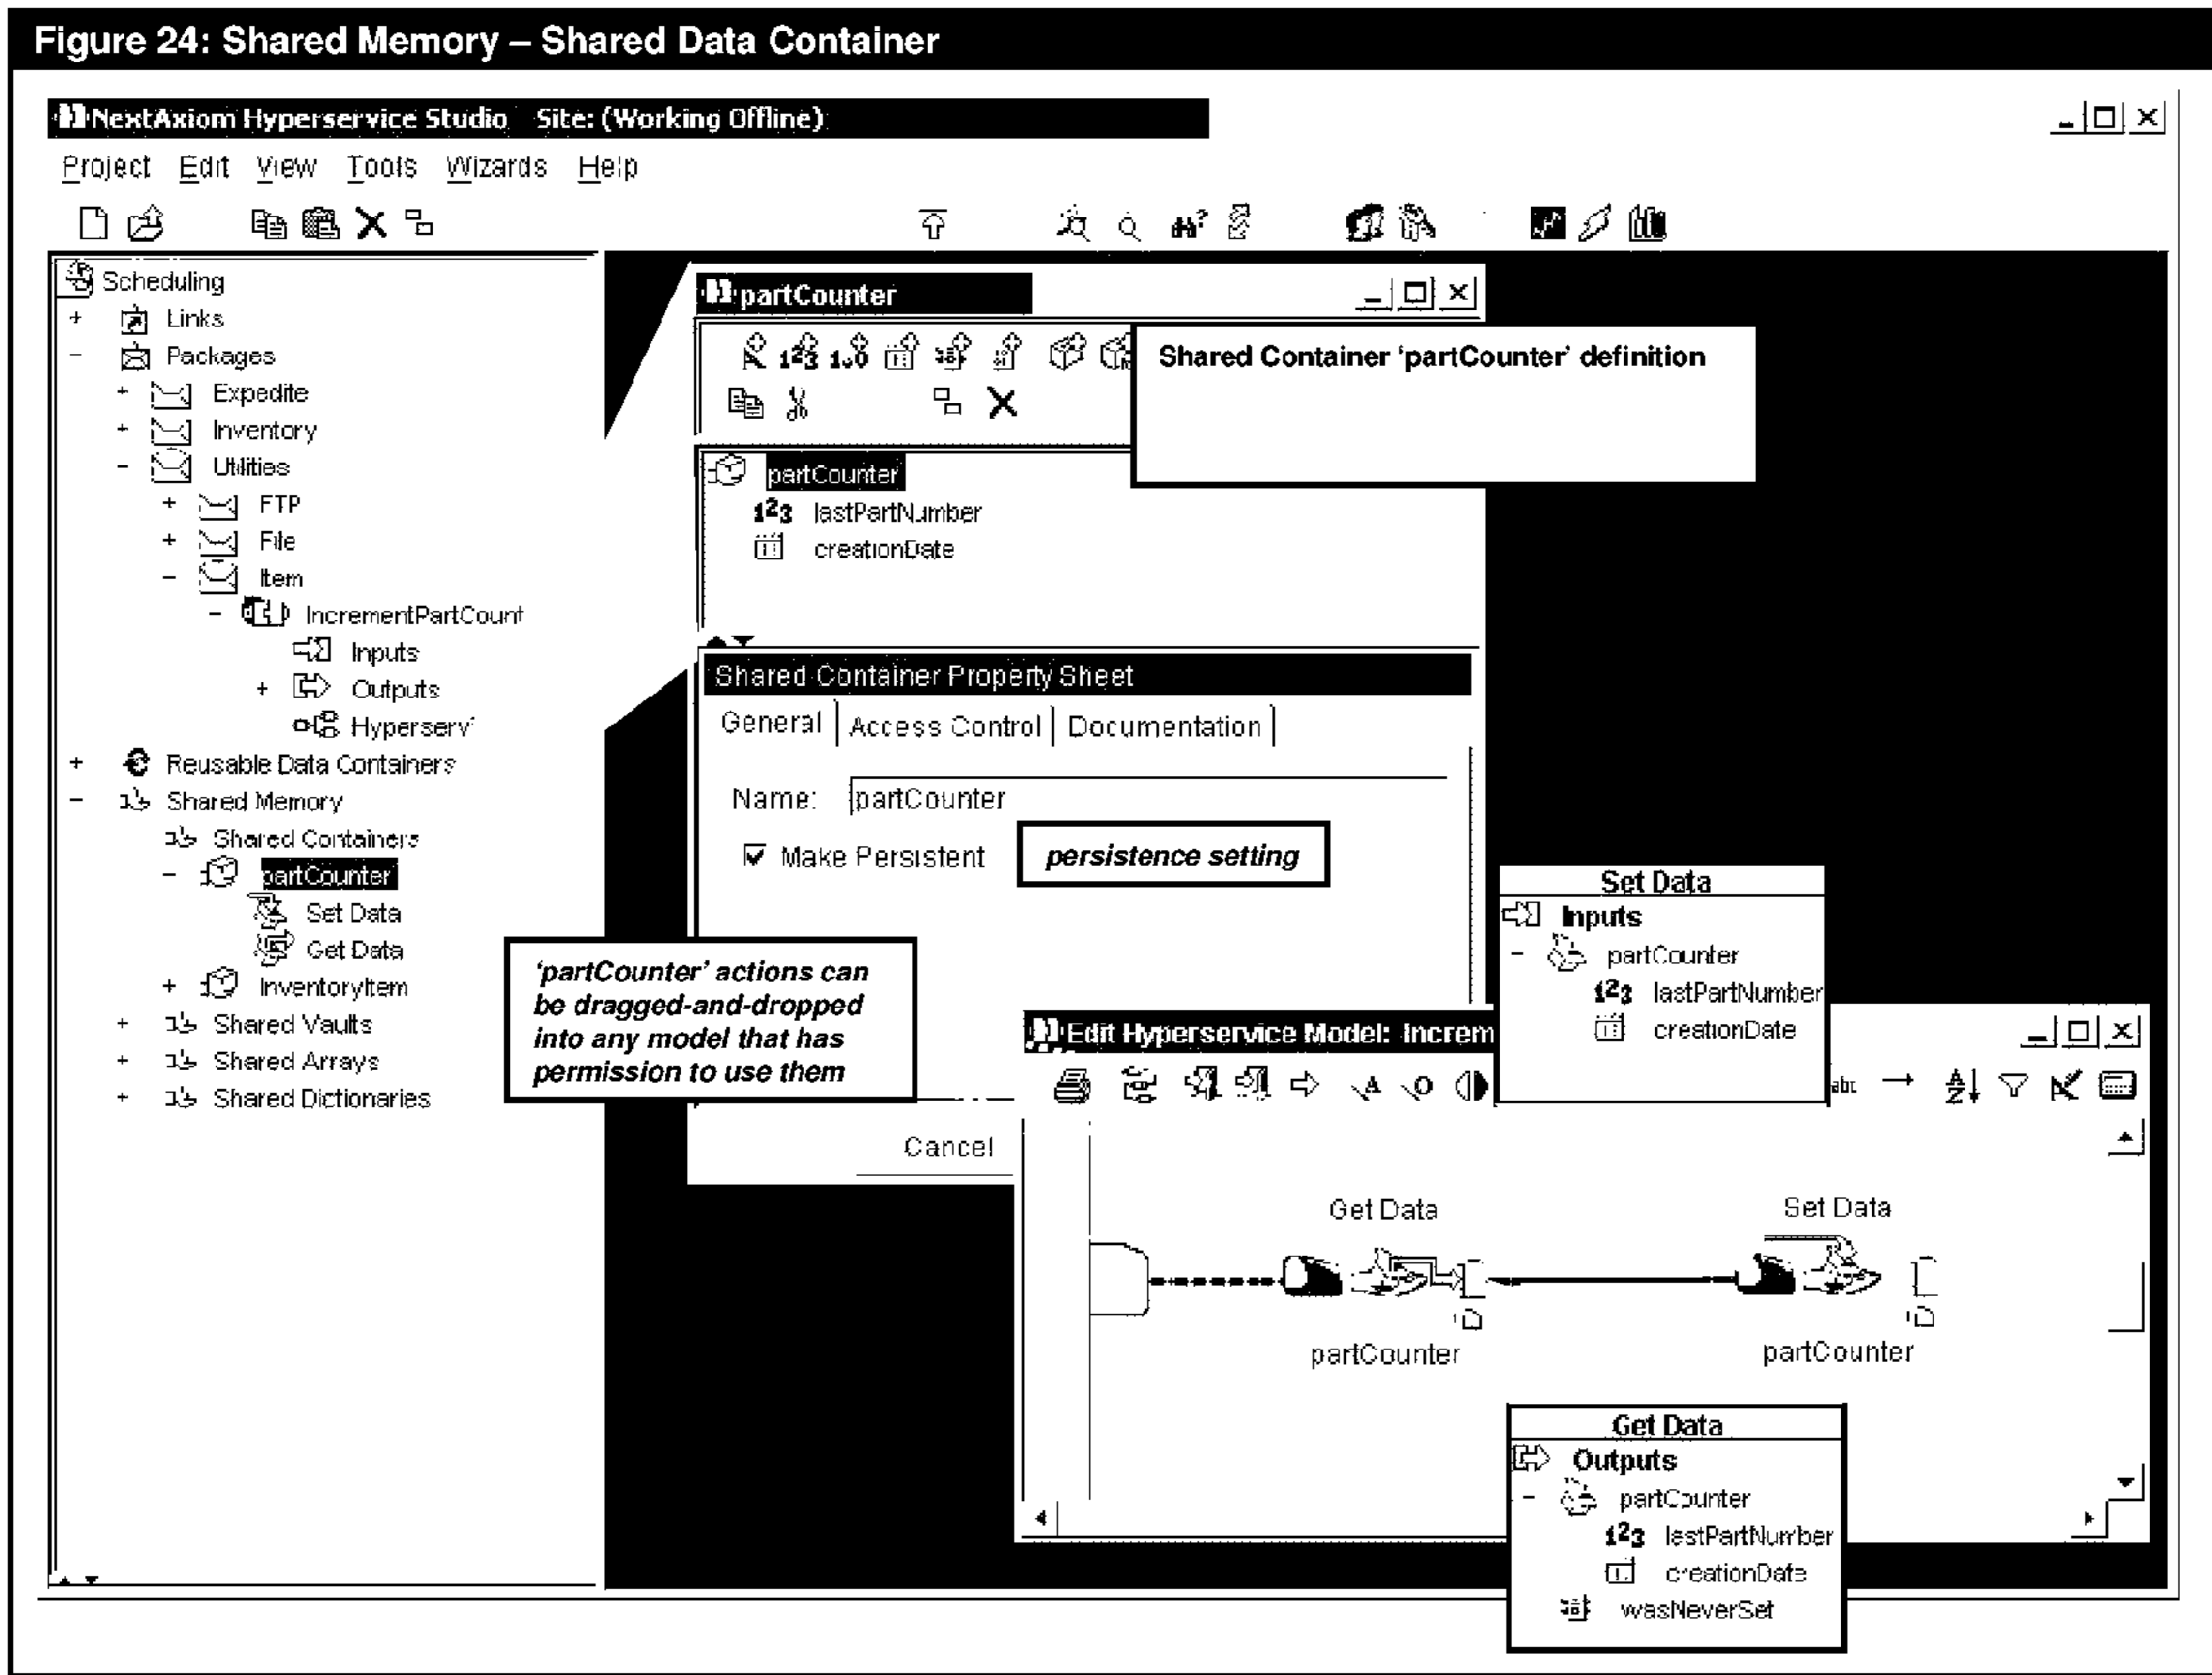 Figure 24: Shared Memory – Shared Data Container
NextAxiom Hyperservice Studio Site: (Working Offline)
Project Edit View Tools Wizards Help
Scheduling
+ Links
- Packages
+ Expedite
+ Inventory
- Utilities
+ FTP
+ File
- Item
- IncrementPartCount
Inputs
+ Outputs
Hyperserv
+ Reusable Data Containers
- Shared Memory
Shared Containers
- partCounter
Set Data
Get Data
+ InventoryItem
+ Shared Vaults
+ Shared Arrays
+ Shared Dictionaries
partCounter
Shared Container 'partCounter' definition
partCounter
123 lastPartNumber
creationDate
Shared Container Property Sheet
General Access Control Documentation
Name: partCounter
Make Persistent
persistence setting
'partCounter' actions can
be dragged-and-dropped
into any model that has
permission to use them
Cancel
Set Data
Inputs
- partCounter
123 lastPartNumber
creationDate
Edit Hyperservice Model: Increm
abc
Get Data
partCounter
Set Data
partCounter
Get Data
Outputs
- partCounter
123 lastPartNumber
creationDate
wasNeverSet